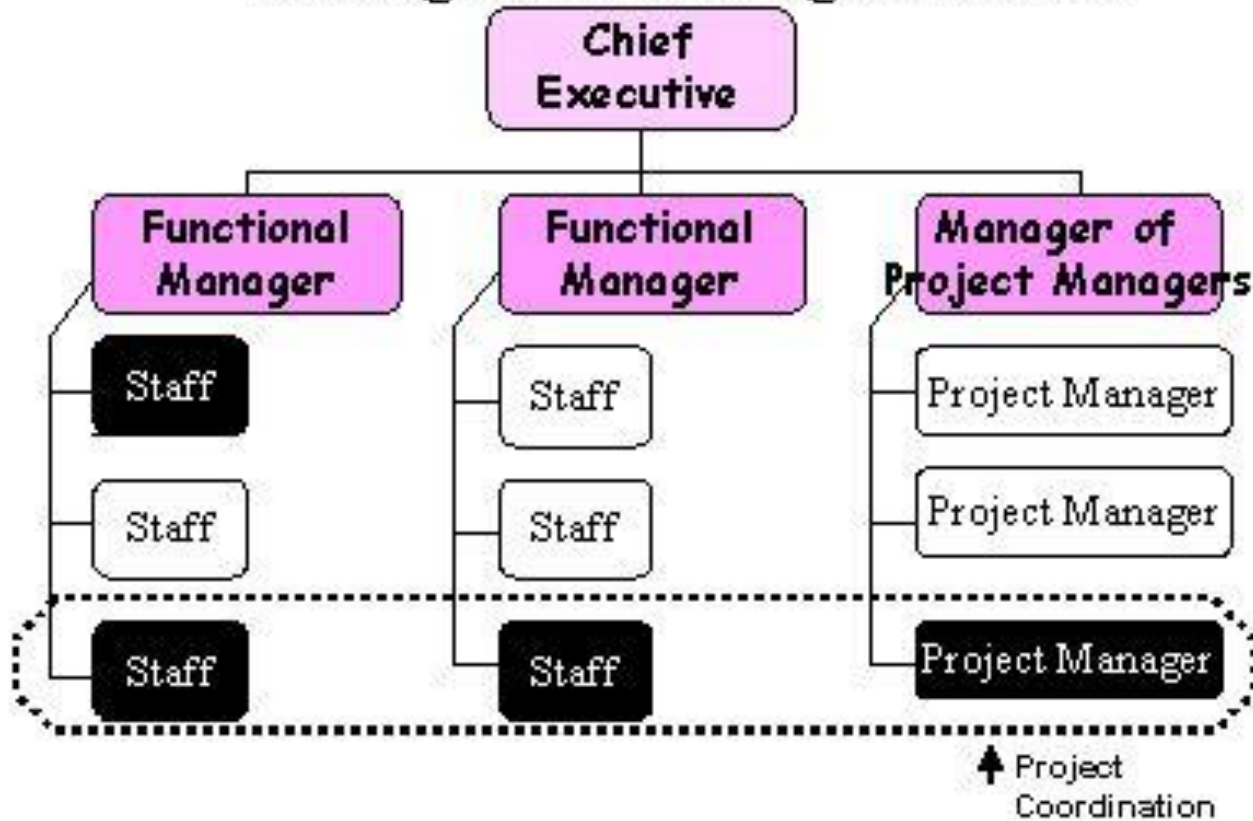 Chief
Executive
Functional
Manager
Functional
Manager
Manager of
Project Managers
Staff
Staff
Project Manager
Staff
Staff
Project Manager
Staff
Staff
Project Manager
Project
Coordination